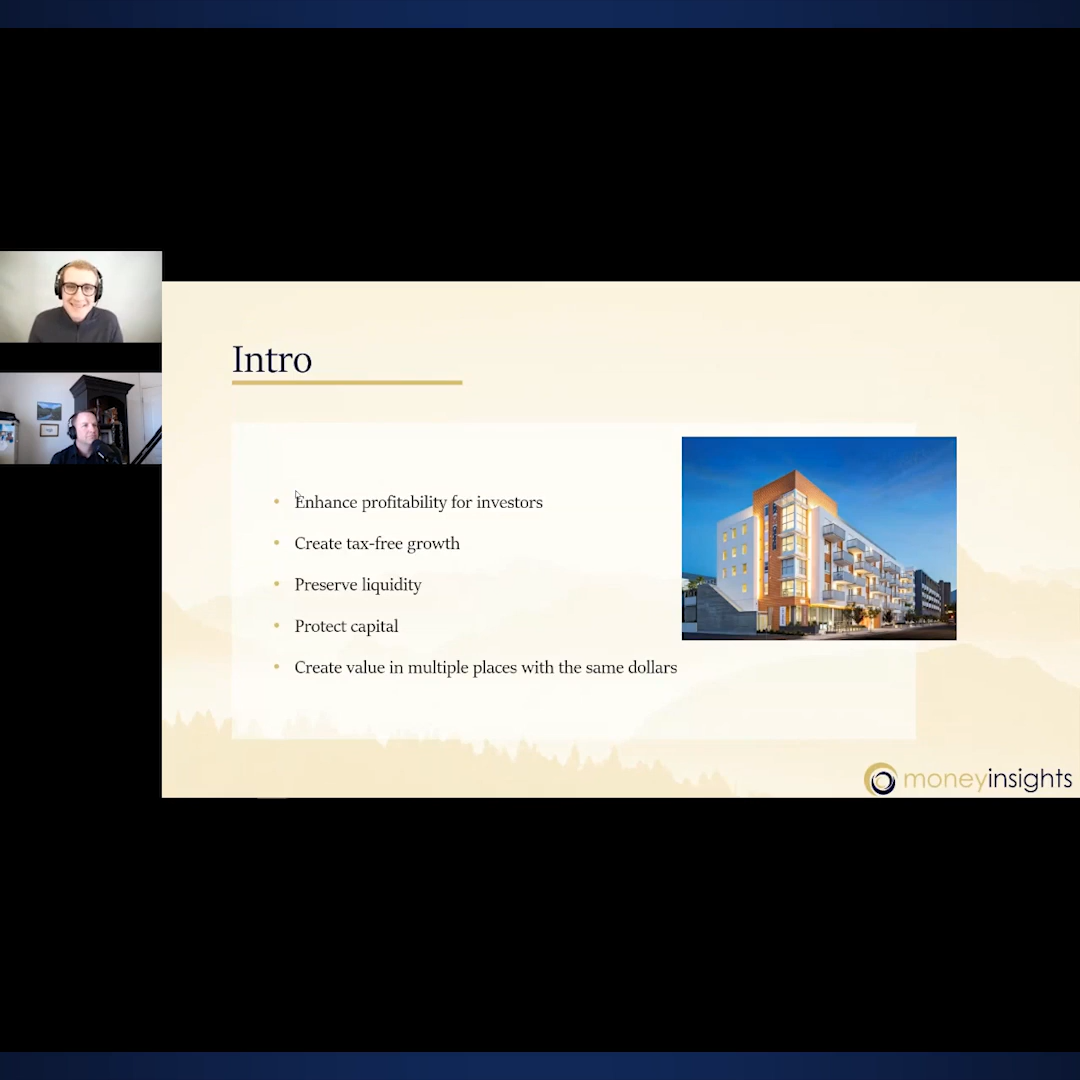 Intro
Enhance profitability for investors
Create tax-free growth
Preserve liquidity
Protect capital
Create value in multiple places with the same dollars
moneyinsights